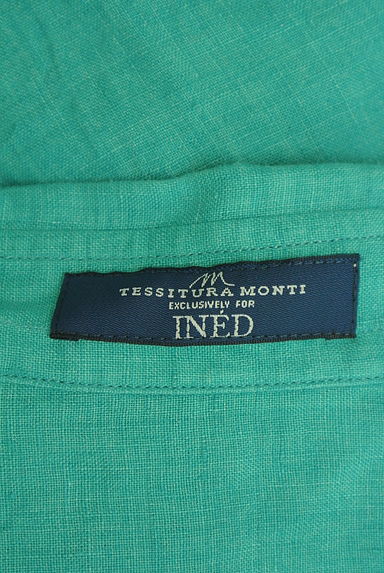 M
TESSITURA MONTI
EXCLUSIVELY FOR
INÉD